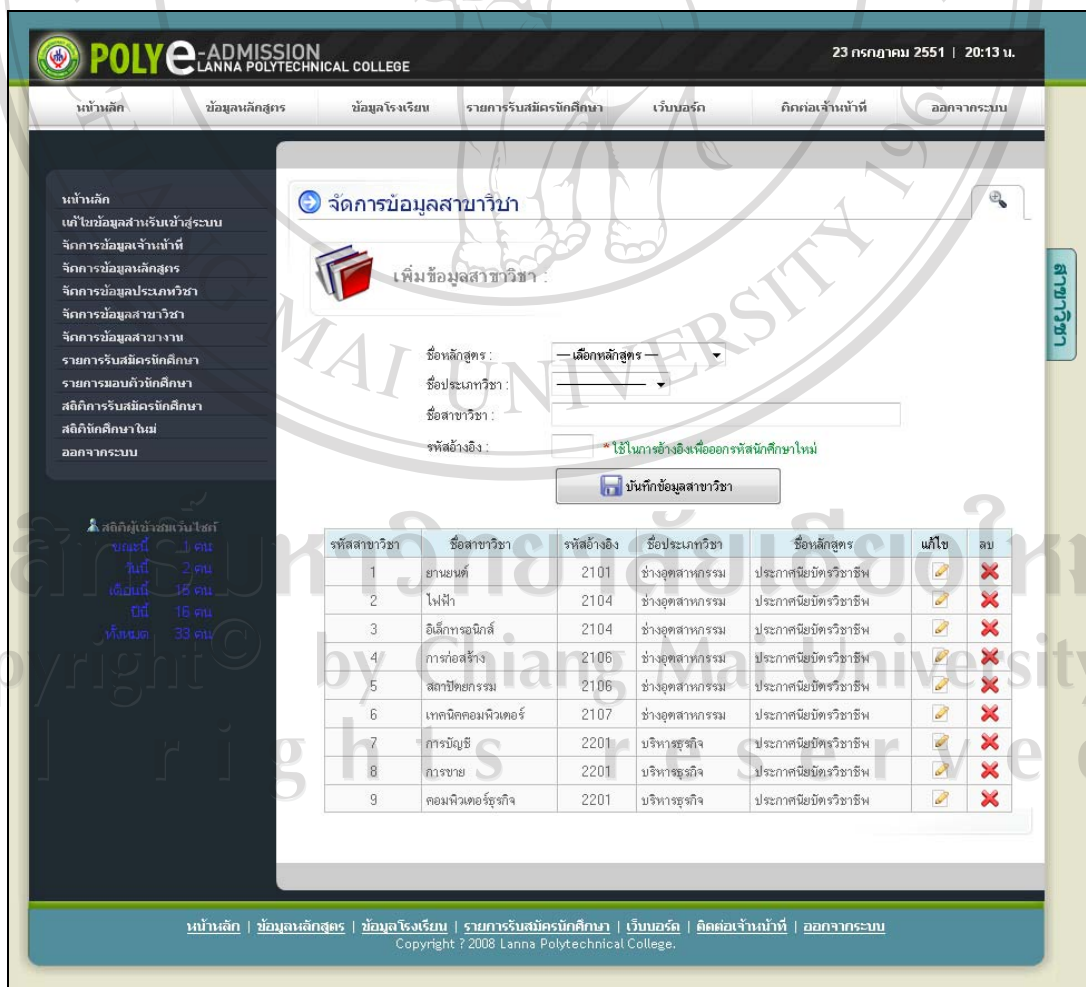 POLY e-ADMISSION
LANNA POLYTECHNICAL COLLEGE
23 กรกฎาคม 2551 | 20:13 น.
หน้าหลัก ข้อมูลหลักสูตร ข้อมูลโรงเรียน รายการรับสมัครนักศึกษา เว็บบอร์ด ติดต่อเจ้าหน้าที่ ออกจากระบบ
หน้าหลัก
แก้ไขข้อมูลสำหรับเข้าสู่ระบบ
จัดการข้อมูลเจ้าหน้าที่
จัดการข้อมูลหลักสูตร
จัดการข้อมูลประเภทวิชา
จัดการข้อมูลสาขาวิชา
จัดการข้อมูลสาขางาน
รายการรับสมัครนักศึกษา
รายการมอบตัวนักศึกษา
สถิติการรับสมัครนักศึกษา
สถิตินักศึกษาใหม่
ออกจากระบบ
สถิติผู้เข้าชมเว็บไซต์
ขณะนี้ 1 คน
วันนี้ 2 คน
เดือนนี้ 15 คน
ปีนี้ 16 คน
ทั้งหมด 33 คน
จัดการข้อมูลสาขาวิชา
สาขาวิชา
เพิ่มข้อมูลสาขาวิชา :
ชื่อหลักสูตร : — เลือกหลักสูตร —
ชื่อประเภทวิชา :
ชื่อสาขาวิชา :
รหัสอ้างอิง : * ใช้ในการอ้างอิงเพื่อออกรหัสนักศึกษาใหม่
บันทึกข้อมูลสาขาวิชา
รหัสสาขาวิชา ชื่อสาขาวิชา รหัสอ้างอิง ชื่อประเภทวิชา ชื่อหลักสูตร แก้ไข ลบ
1 ยานยนต์ 2101 ช่างอุตสาหกรรม ประกาศนียบัตรวิชาชีพ
2 ไฟฟ้า 2104 ช่างอุตสาหกรรม ประกาศนียบัตรวิชาชีพ
3 อิเล็กทรอนิกส์ 2104 ช่างอุตสาหกรรม ประกาศนียบัตรวิชาชีพ
4 การก่อสร้าง 2106 ช่างอุตสาหกรรม ประกาศนียบัตรวิชาชีพ
5 สถาปัตยกรรม 2106 ช่างอุตสาหกรรม ประกาศนียบัตรวิชาชีพ
6 เทคนิคคอมพิวเตอร์ 2107 ช่างอุตสาหกรรม ประกาศนียบัตรวิชาชีพ
7 การบัญชี 2201 บริหารธุรกิจ ประกาศนียบัตรวิชาชีพ
8 การขาย 2201 บริหารธุรกิจ ประกาศนียบัตรวิชาชีพ
9 คอมพิวเตอร์ธุรกิจ 2201 บริหารธุรกิจ ประกาศนียบัตรวิชาชีพ
หน้าหลัก | ข้อมูลหลักสูตร | ข้อมูลโรงเรียน | รายการรับสมัครนักศึกษา | เว็บบอร์ด | ติดต่อเจ้าหน้าที่ | ออกจากระบบ
Copyright ? 2008 Lanna Polytechnical College.
CHIANG MAI UNIVERSITY 196
by Chiang Mai University
rights reserve